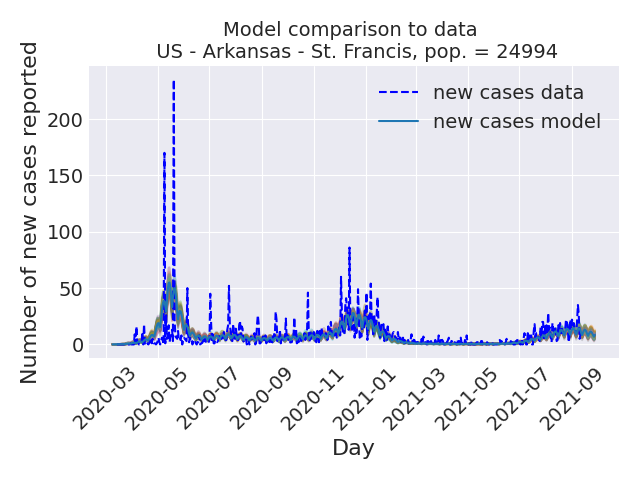 Model comparison to data
US - Arkansas - St. Francis, pop. = 24994
new cases data
new cases model
Number of new cases reported
200
150
100
50
0
2020-03
2020-05
2020-07
2020-09
2020-11
2021-01
2021-03
2021-05
2021-07
2021-09
Day